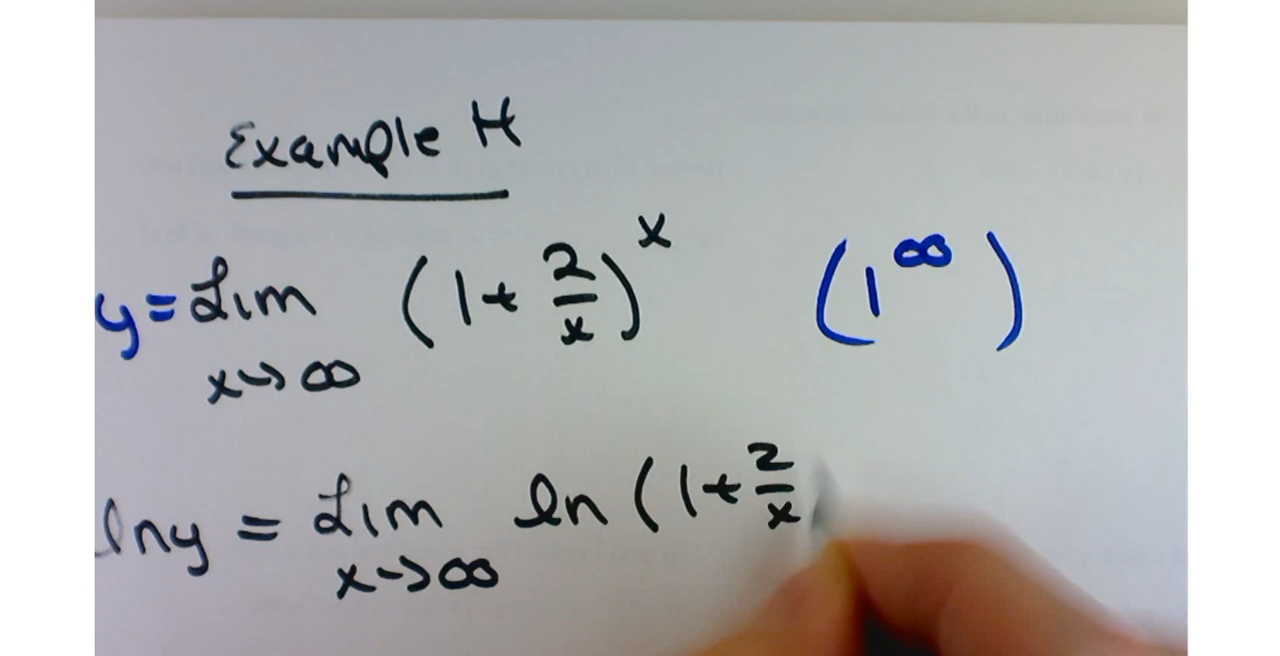 Example H
y = Lim (1 + 2/x)^x (1^∞)
x→∞
ln y = Lim ln (1 + 2/x
x→∞